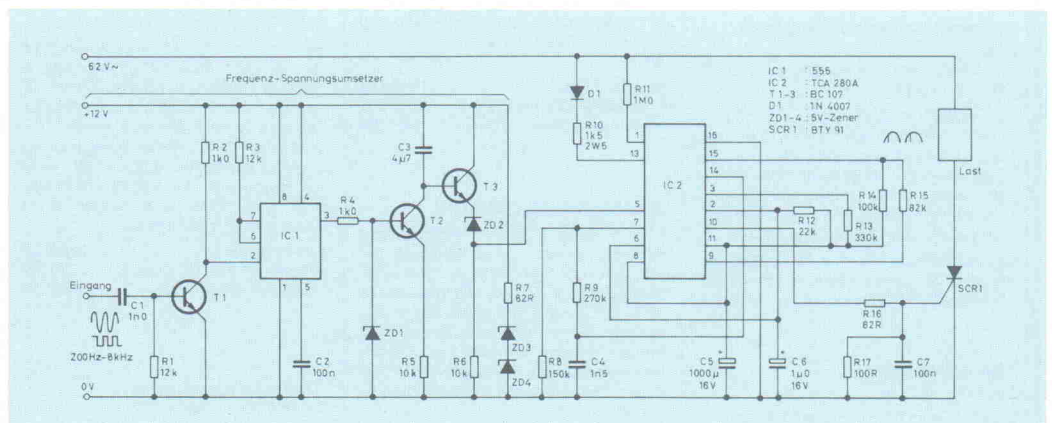 62 V~
Frequenz-Spannungsumsetzer
+12 V
R2
1k0
R3
12k
C3
4µ7
D1
R10
1k5
2W5
R11
1M0
IC 1 : 555
IC 2 : TCA 280A
T 1-3 : BC 107
D1 : 1N 4007
ZD1-4 : 5V-Zener
SCR1 : BTY 91
8
4
7
6
2
3
1
5
IC 1
R4
1k0
T2
T3
ZD2
1
13
5
7
6
8
IC 2
16
15
14
3
2
10
11
9
R14
100k
R15
82k
R12
22k
R13
330k
Last
Eingang
C1
1n0
T1
200Hz-8kHz
R1
12k
C2
100n
ZD1
R5
10k
R6
10k
R7
82R
ZD3
ZD4
R9
270k
R8
150k
C4
1n5
C5
1000µ
16V
+
C6
1µ0
16V
+
R16
82R
SCR1
R17
100R
C7
100n
0V